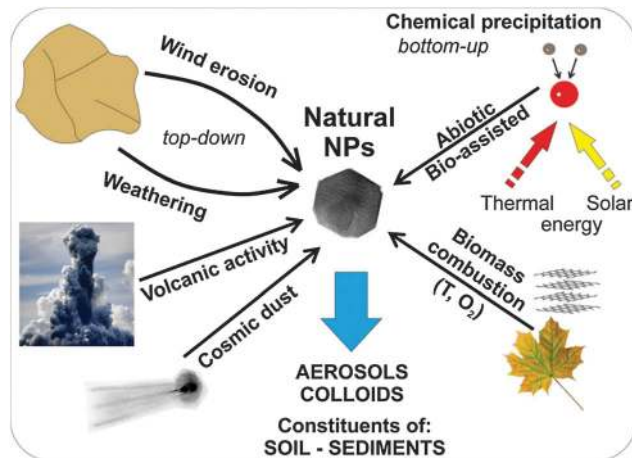 Chemical precipitation
bottom-up
Wind erosion
top-down
Weathering
Natural
NPs
Abiotic
Bio-assisted
Thermal
Solar
energy
Volcanic activity
Cosmic dust
Biomass
combustion
(T, O₂)
AEROSOLS
COLLOIDS
Constituents of:
SOIL - SEDIMENTS